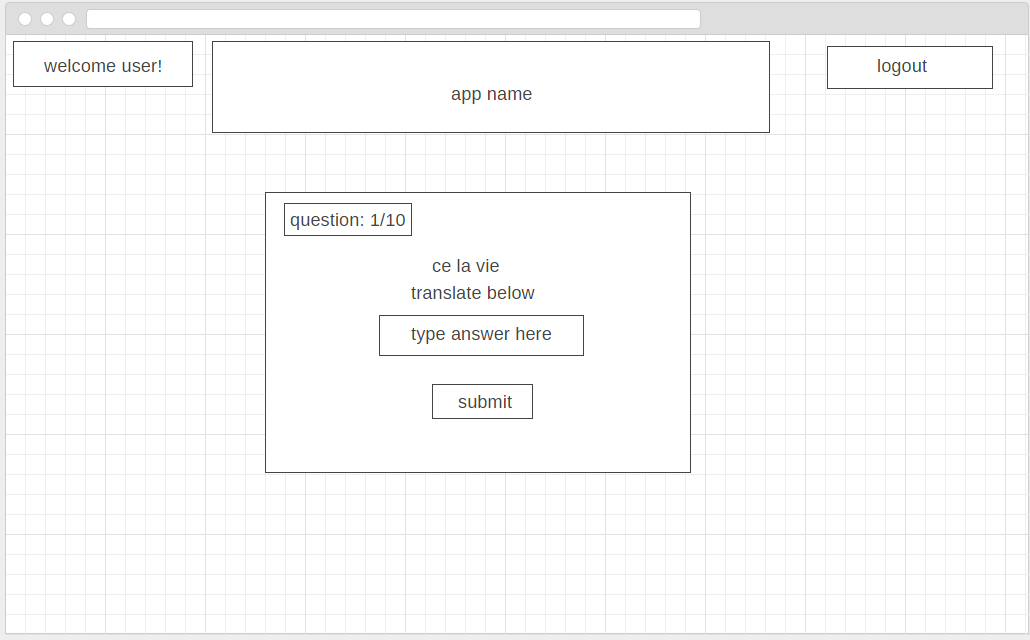 welcome user!
app name
logout
question: 1/10
ce la vie
translate below
type answer here
submit